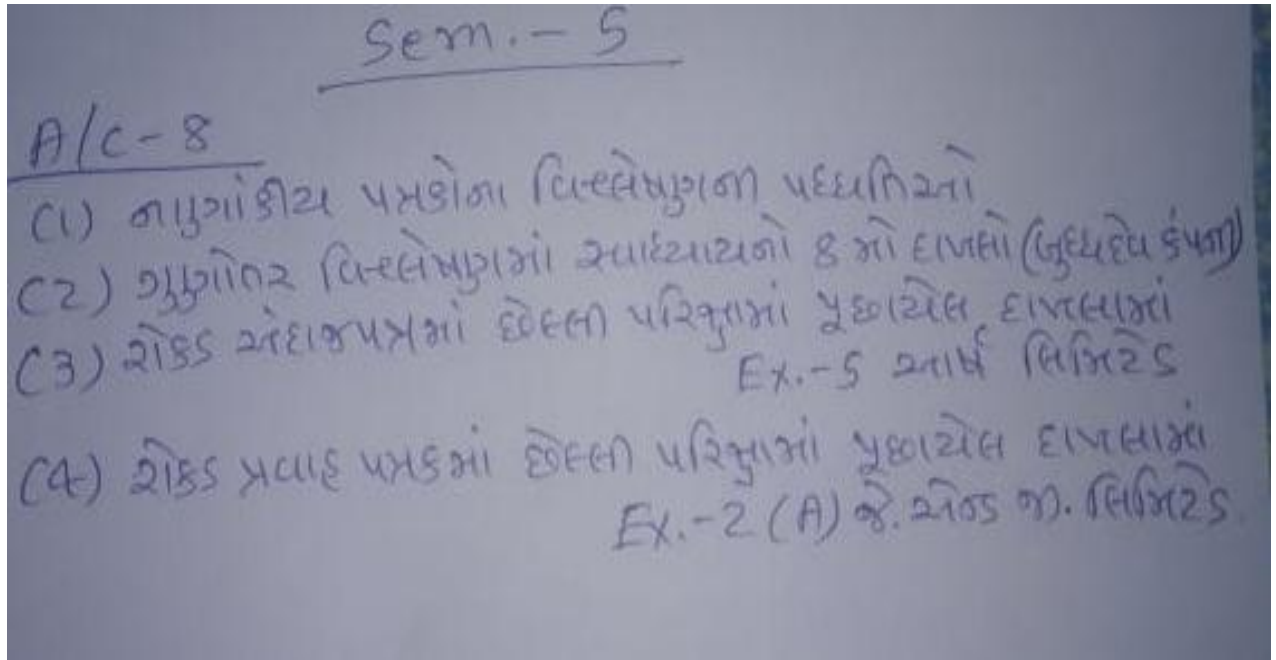 Sem. - 5
A/C - 8
(1) નાણાંકીય પત્રકોના વિશ્લેષણની પધ્ધતિઓ
(2) ગુણોતર વિશ્લેષણમાં સ્વાધ્યાયનો 8 મો દાખલો (બુધ્ધદેવ કંપની)
(3) રોકડ અંદાજપત્રમાં છેલ્લી પરિક્ષામાં પુછાયેલ દાખલામાં
Ex. - 5 આર્ષ લિમિટેડ
(4) રોકડ પ્રવાહ પત્રકમાં છેલ્લી પરિક્ષામાં પુછાયેલ દાખલામાં
Ex. - 2 (A) જે. એન્ડ જી. લિમિટેડ